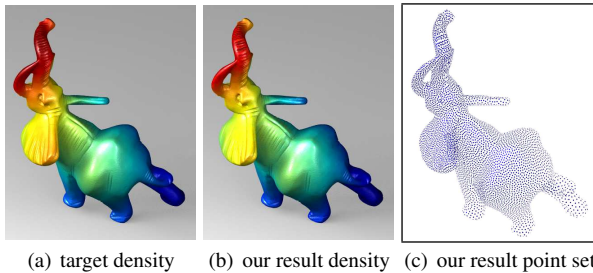 (a) target density
(b) our result density
(c) our result point set